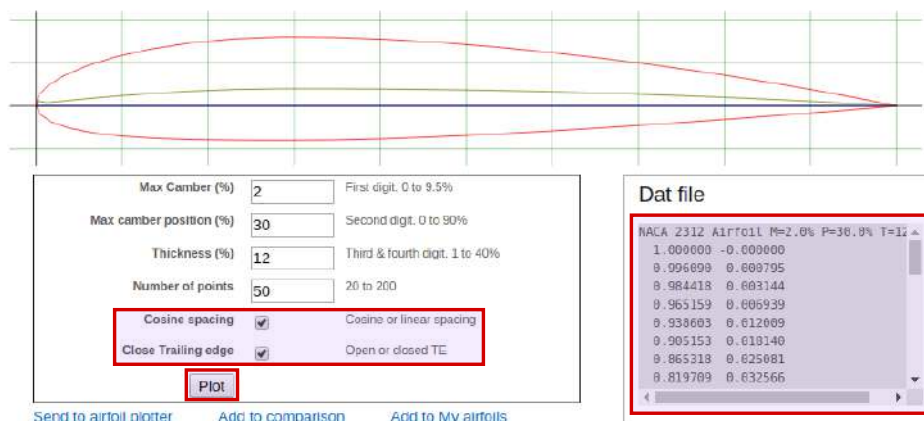 Max Camber (%) 2 First digit. 0 to 9.5%
Max camber position (%) 30 Second digit. 0 to 90%
Thickness (%) 12 Third & fourth digit. 1 to 40%
Number of points 50 20 to 200
Cosine spacing Cosine or linear spacing
Close Trailing edge Open or closed TE
Plot
Send to airfoil plotter Add to comparison Add to My airfoils
Dat file
NACA 2312 Airfoil M=2.0% P=30.0% T=12
1.000000 -0.000000
0.996090 0.000795
0.984418 0.003144
0.965159 0.006939
0.938603 0.012009
0.905153 0.018140
0.865318 0.025081
0.819709 0.032566